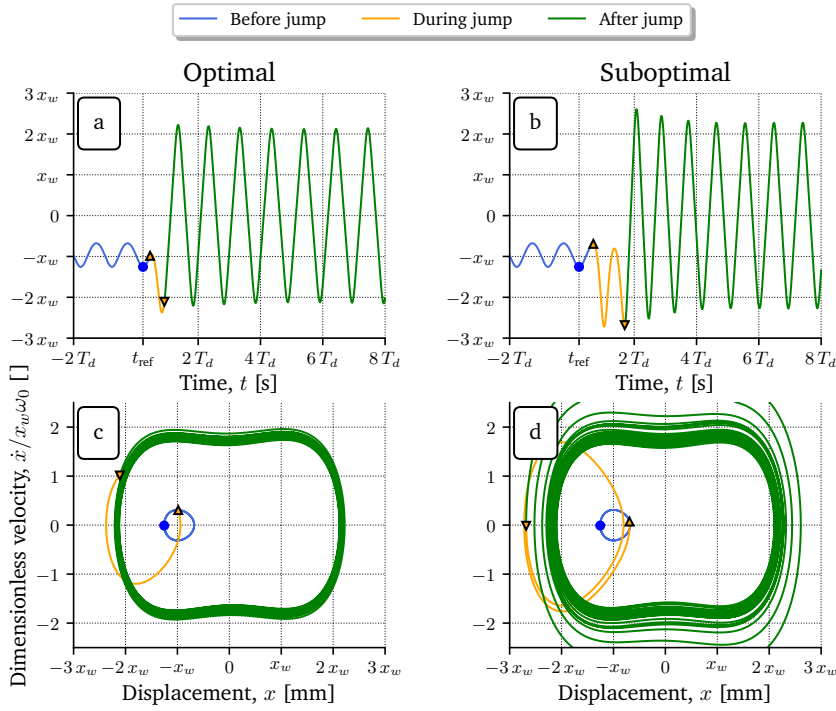 Before jump During jump After jump
Optimal Suboptimal
a
3 x_w
2 x_w
x_w
0
−x_w
−2 x_w
−3 x_w
−2 T_d t_ref 2 T_d 4 T_d 6 T_d 8 T_d
Time, t [s]
b
3 x_w
2 x_w
x_w
0
−x_w
−2 x_w
−3 x_w
−2 T_d t_ref 2 T_d 4 T_d 6 T_d 8 T_d
Time, t [s]
Dimensionless velocity, ẋ/x_wω_0 []
c
2
1
0
−1
−2
−3 x_w −2 x_w −x_w 0 x_w 2 x_w 3 x_w
Displacement, x [mm]
d
2
1
0
−1
−2
−3 x_w −2 x_w −x_w 0 x_w 2 x_w 3 x_w
Displacement, x [mm]